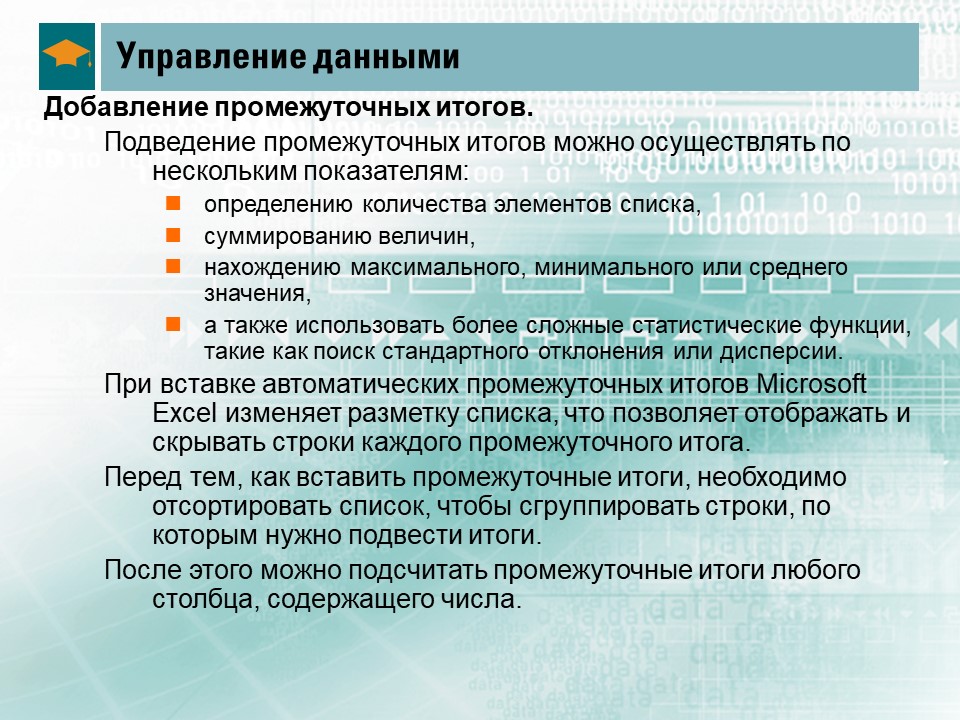 Управление данными
Добавление промежуточных итогов.
Подведение промежуточных итогов можно осуществлять по
нескольким показателям:
определению количества элементов списка,
суммированию величин,
нахождению максимального, минимального или среднего
значения,
а также использовать более сложные статистические функции,
такие как поиск стандартного отклонения или дисперсии.
При вставке автоматических промежуточных итогов Microsoft
Excel изменяет разметку списка, что позволяет отображать и
скрывать строки каждого промежуточного итога.
Перед тем, как вставить промежуточные итоги, необходимо
отсортировать список, чтобы сгруппировать строки, по
которым нужно подвести итоги.
После этого можно подсчитать промежуточные итоги любого
столбца, содержащего числа.